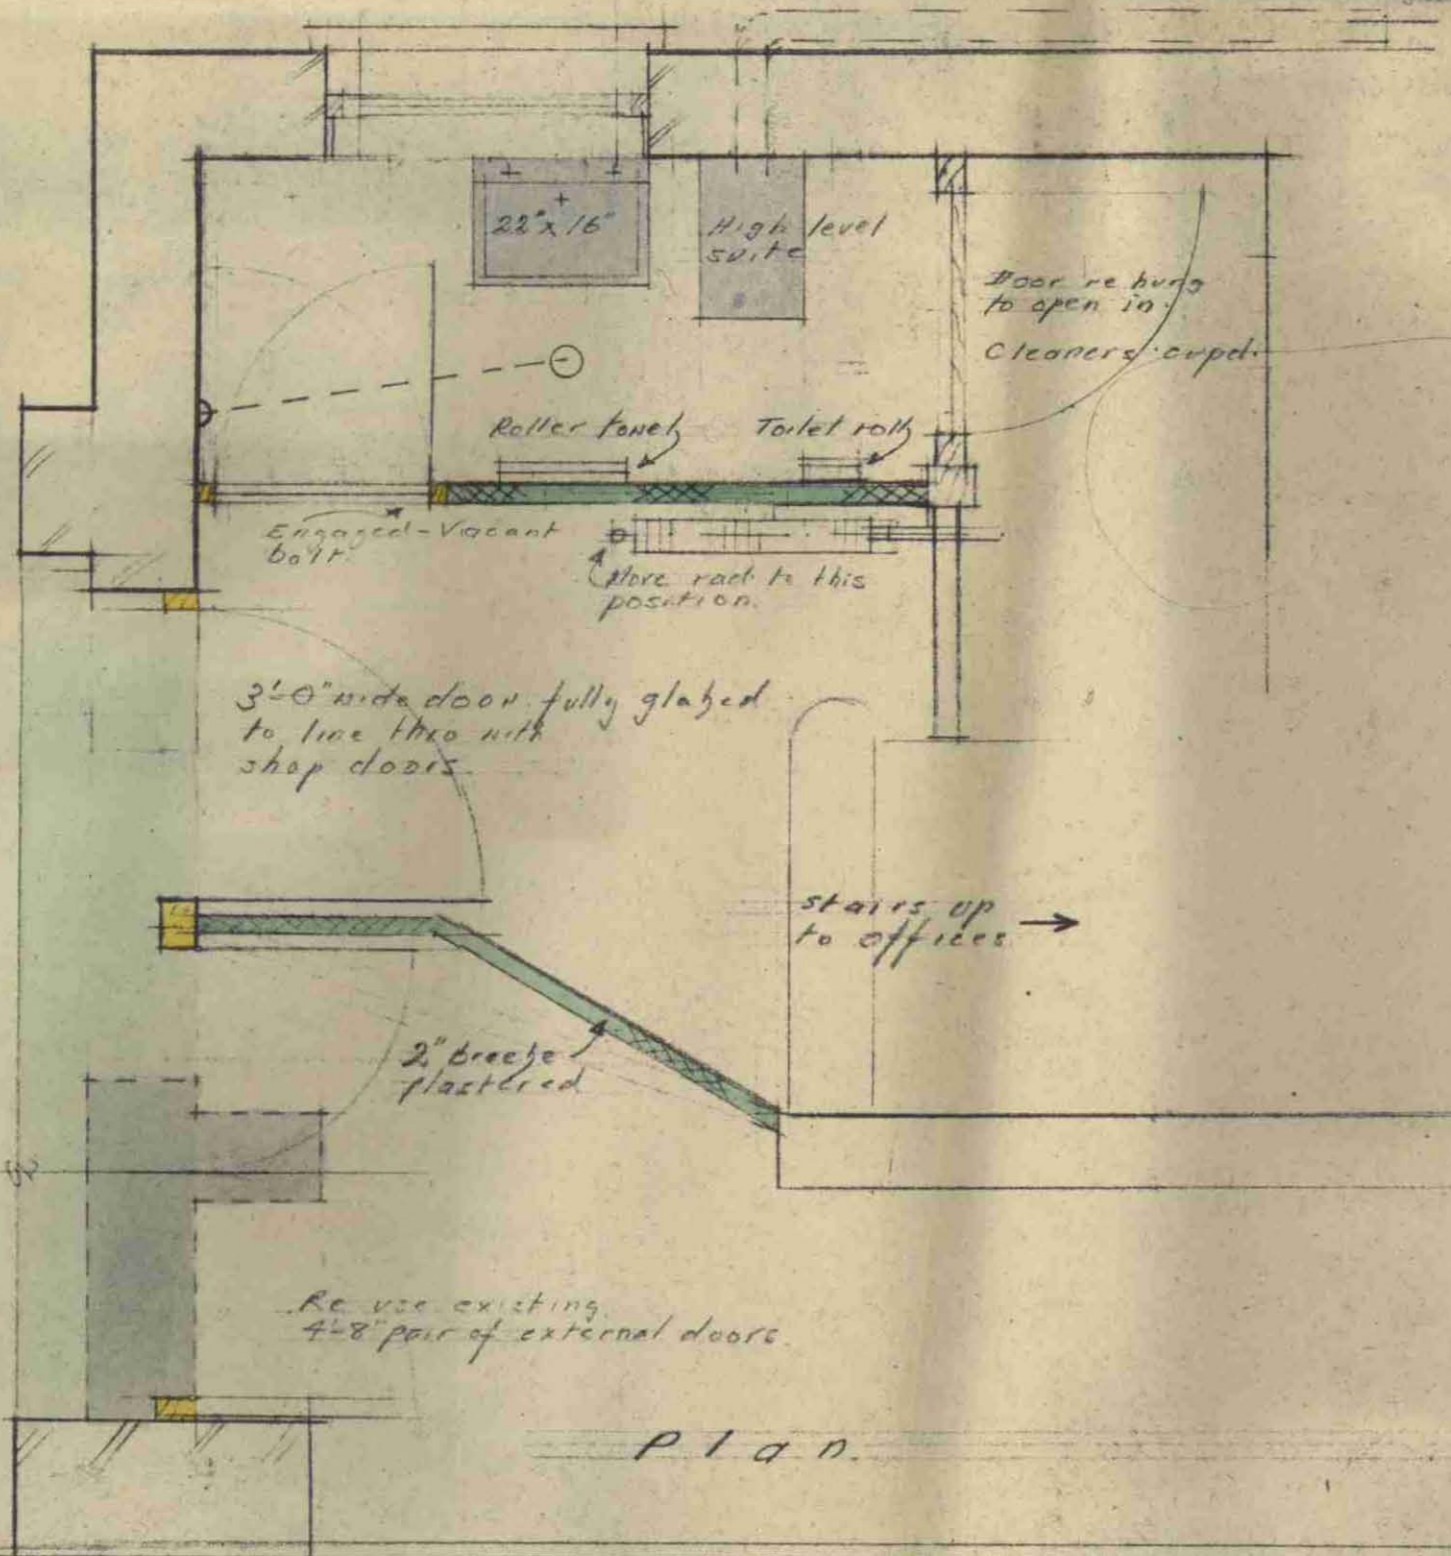 22" x 16"
High level
suite
Door re hung
to open in.
Cleaners cupd.
Roller towel
Toilet roll
Engaged-Vacant
bolt.
Move rad. to this
position.
3'-0" wide door fully glazed
to line thro with
shop doors.
stairs up
to offices
2" breeze
plastered
Re use existing
4'-8" pair of external doors.
Plan.